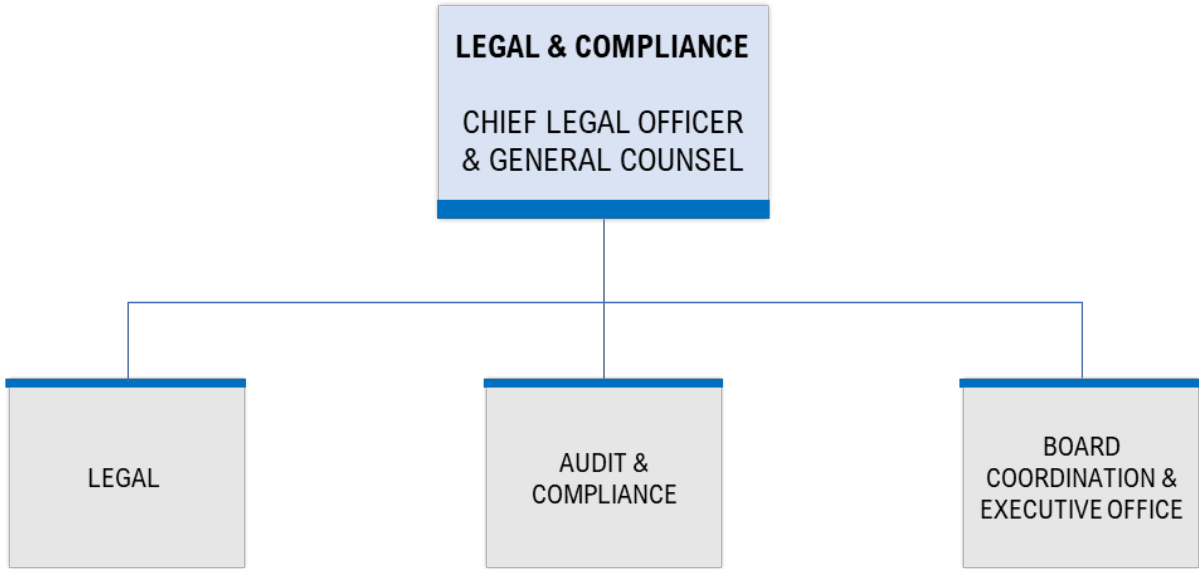 LEGAL & COMPLIANCE
CHIEF LEGAL OFFICER
& GENERAL COUNSEL
LEGAL
AUDIT &
COMPLIANCE
BOARD
COORDINATION &
EXECUTIVE OFFICE